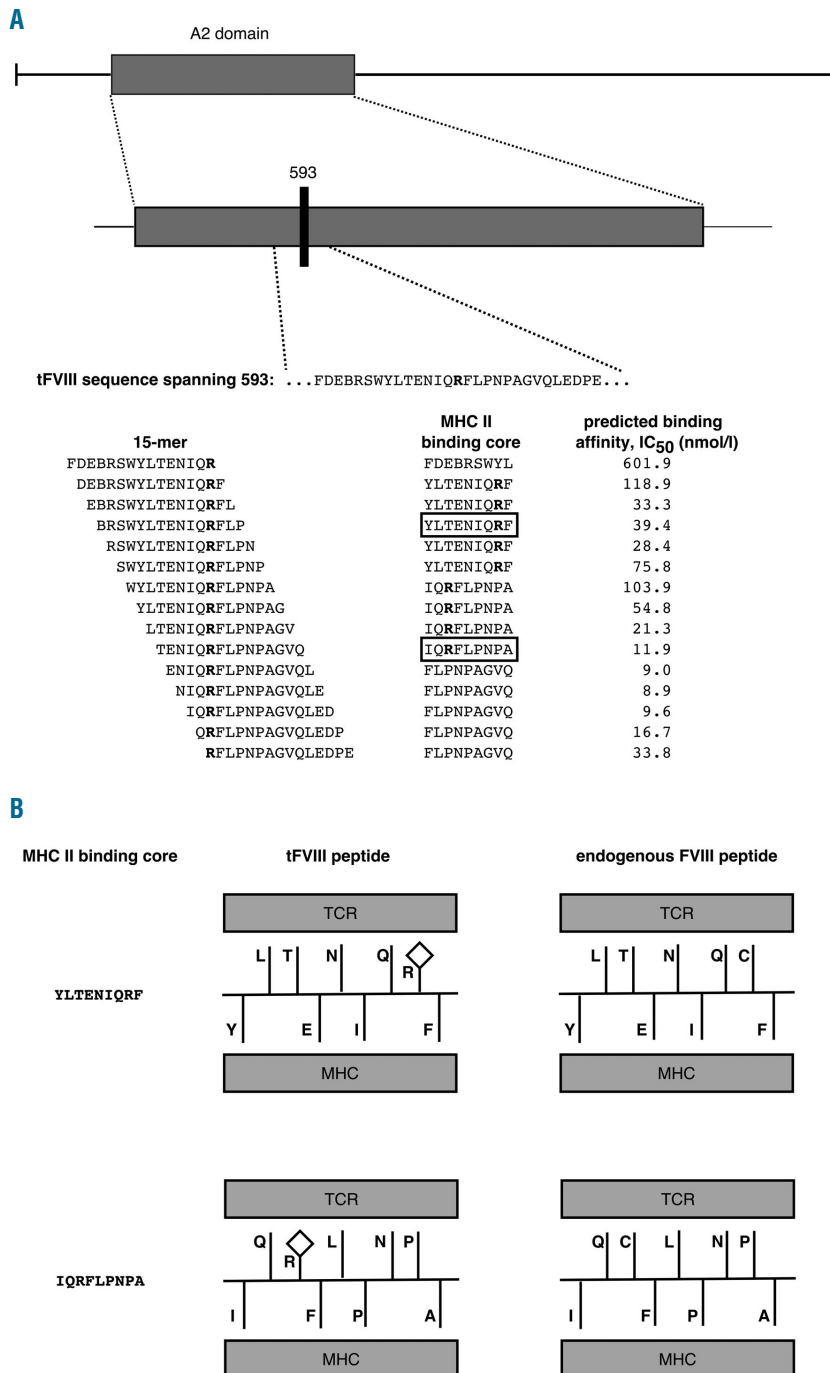 A
A2 domain
593
tFVIII sequence spanning 593: ...FDEBRSWYLTENIQRFLPNPAGVQLEDPE...
15-mer MHC II binding core predicted binding affinity, IC50 (nmol/l)
FDEBRSWYLTENIQR FDEBRSWYL 601.9
DEBRSWYLTENIQRF YLTENIQRF 118.9
EBRSWYLTENIQRFL YLTENIQRF 33.3
BRSWYLTENIQRFLP YLTENIQRF 39.4
RSWYLTENIQRFLPN YLTENIQRF 28.4
SWYLTENIQRFLPNP YLTENIQRF 75.8
WYLTENIQRFLPNPA IQRFLPNPA 103.9
YLTENIQRFLPNPAG IQRFLPNPA 54.8
LTENIQRFLPNPAGV IQRFLPNPA 21.3
TENIQRFLPNPAGVQ IQRFLPNPA 11.9
ENIQRFLPNPAGVQL FLPNPAGVQ 9.0
NIQRFLPNPAGVQLE FLPNPAGVQ 8.9
IQRFLPNPAGVQLED FLPNPAGVQ 9.6
QRFLPNPAGVQLEDP FLPNPAGVQ 16.7
RFLPNPAGVQLEDPE FLPNPAGVQ 33.8
B
MHC II binding core tFVIII peptide endogenous FVIII peptide
TCR TCR
L T N Q R L T N Q C
YLTENIQRF
Y E I F Y E I F
MHC MHC
TCR TCR
Q R L N P Q C L N P
IQRFLPNPA
I F P A I F P A
MHC MHC